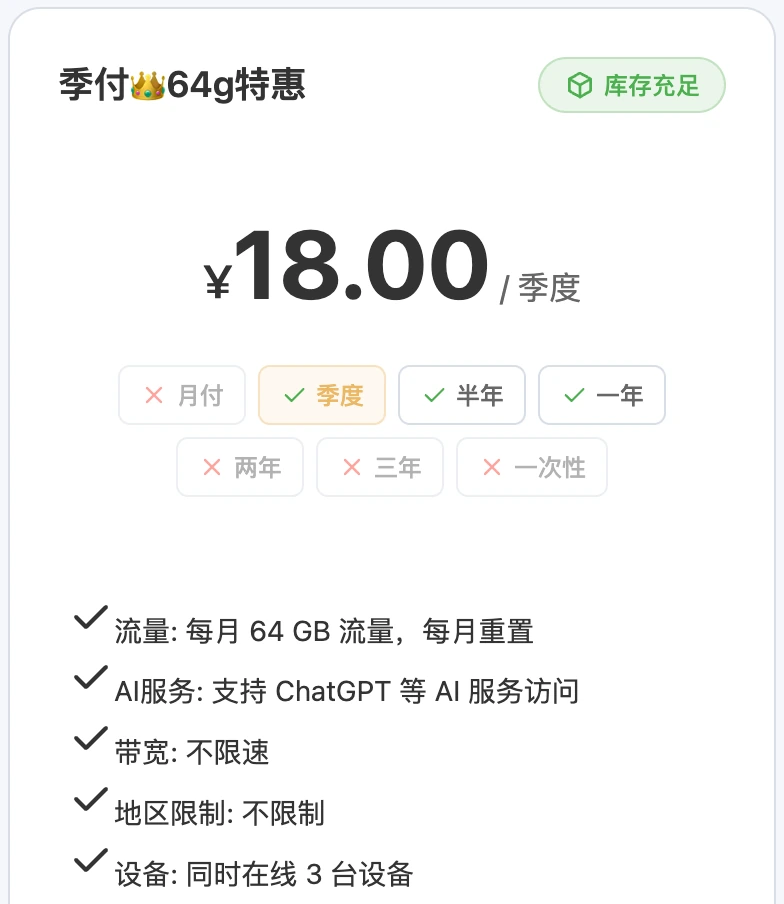 季付👑64g特惠
库存充足
¥18.00 / 季度
月付
季度
半年
一年
两年
三年
一次性
流量: 每月 64 GB 流量，每月重置
AI服务: 支持 ChatGPT 等 AI 服务访问
带宽: 不限速
地区限制: 不限制
设备: 同时在线 3 台设备